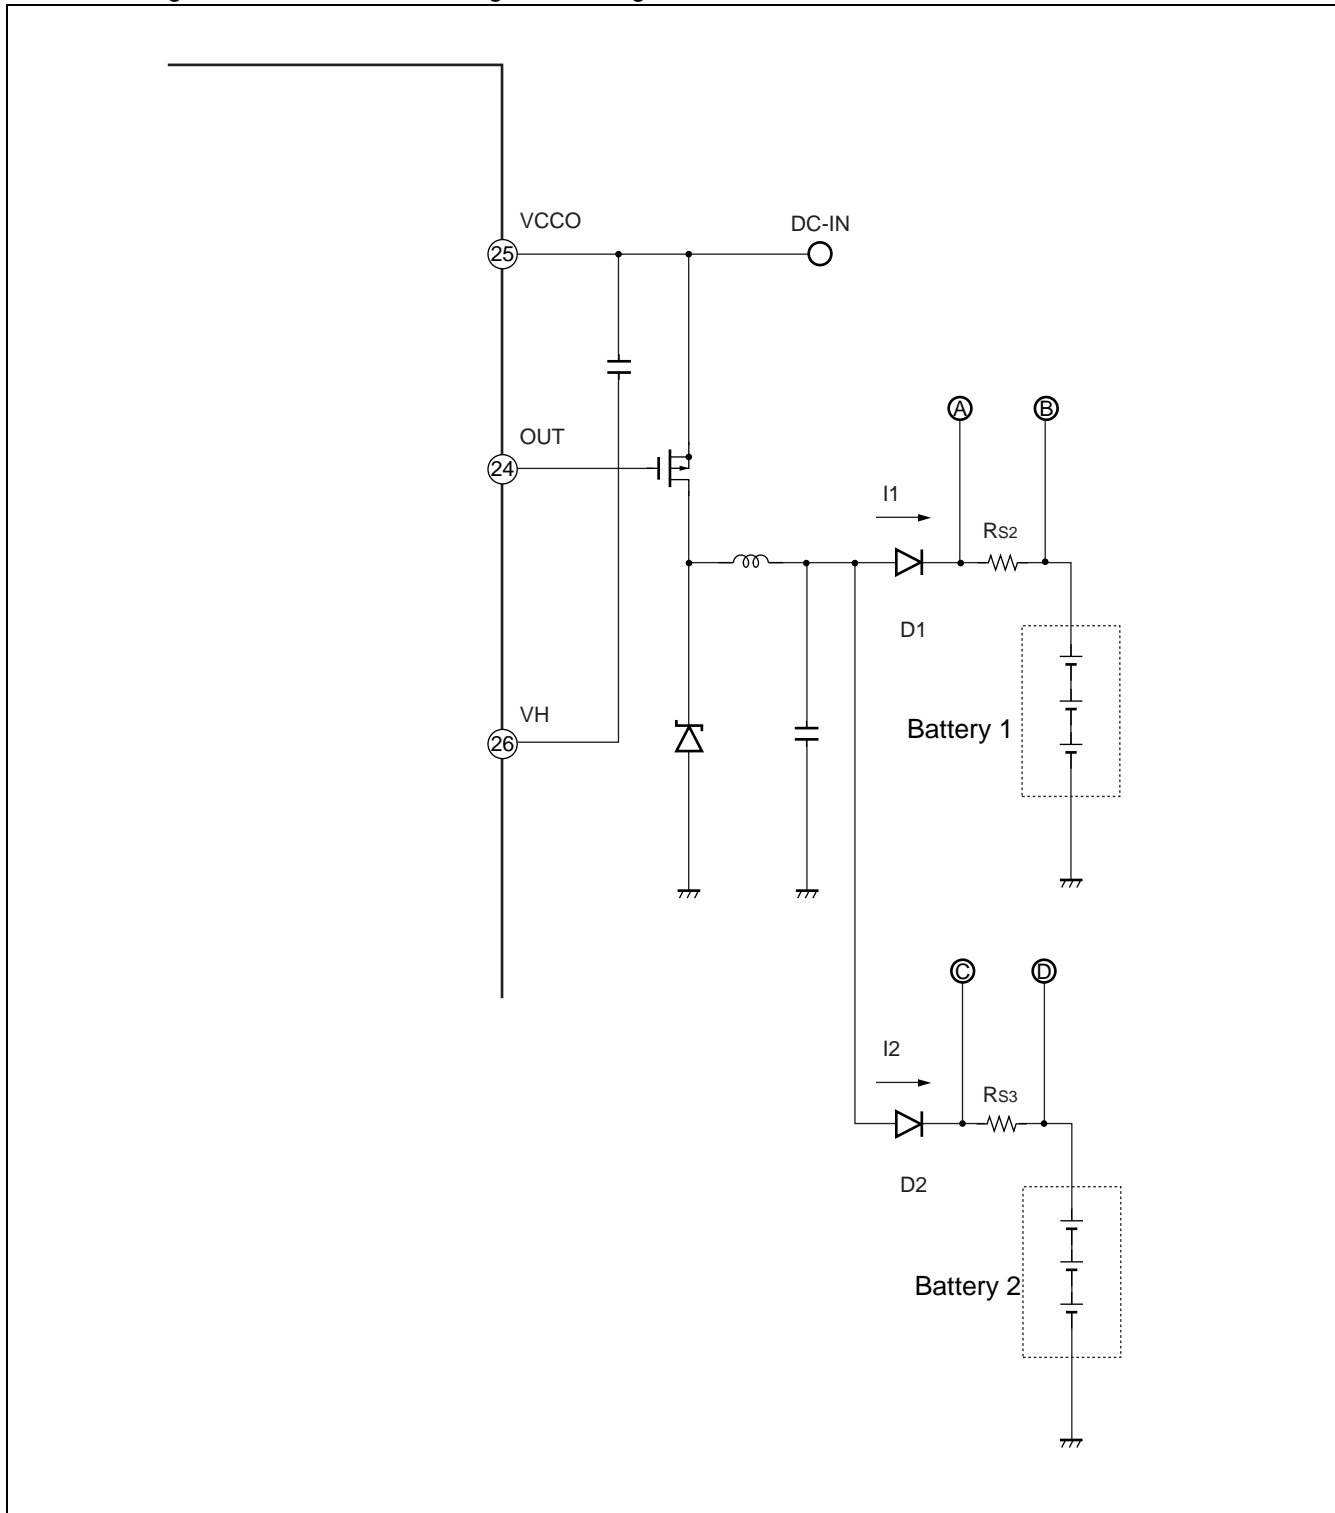 VCCO
DC-IN
25
A
B
OUT
24
I1
RS2
D1
VH
26
Battery 1
C
D
I2
RS3
D2
Battery 2